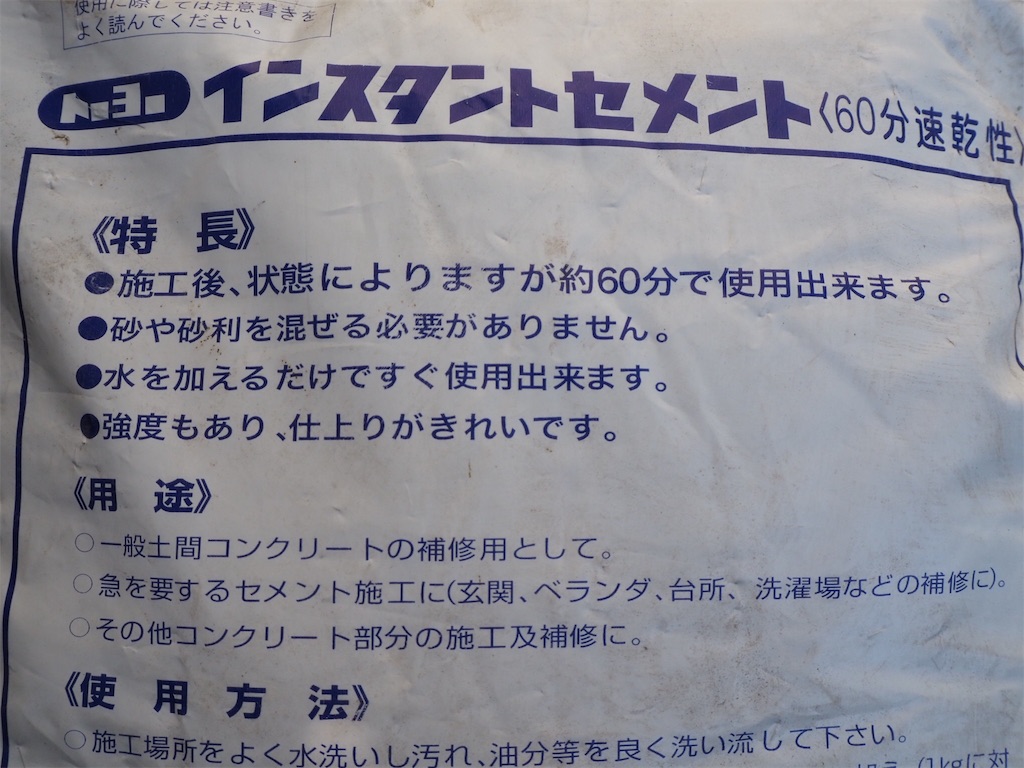 使用に際しては注意書きを
よく読んでください。
トーヨー インスタントセメント〈60分速乾性〉
《特 長》
●施工後、状態によりますが約60分で使用出来ます。
●砂や砂利を混ぜる必要がありません。
●水を加えるだけですぐ使用出来ます。
●強度もあり、仕上りがきれいです。
《用 途》
○一般土間コンクリートの補修用として。
○急を要するセメント施工に(玄関、ベランダ、台所、洗濯場などの補修に)。
○その他コンクリート部分の施工及補修に。
《使 用 方 法》
○施工場所をよく水洗いし汚れ、油分等を良く洗い流して下さい。
(1kgに対